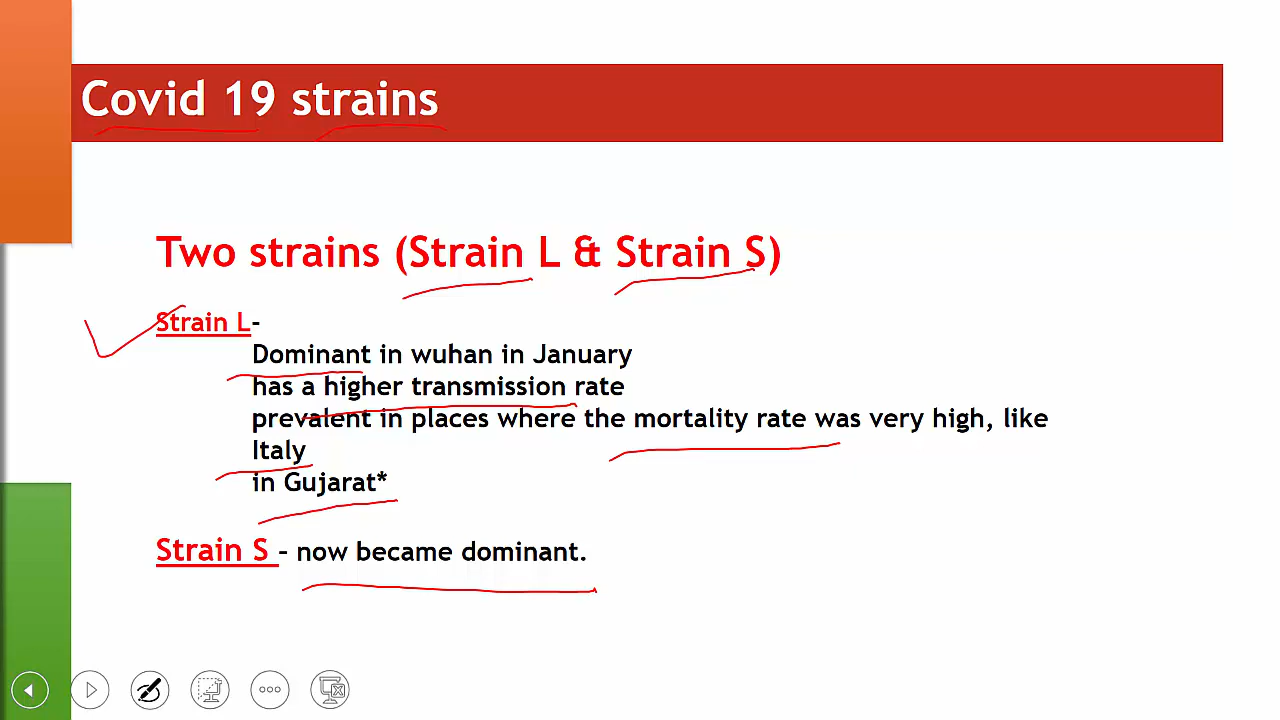 Covid 19 strains
Two strains (Strain L & Strain S)
Strain L-
Dominant in wuhan in January
has a higher transmission rate
prevalent in places where the mortality rate was very high, like
Italy
in Gujarat*
Strain S - now became dominant.